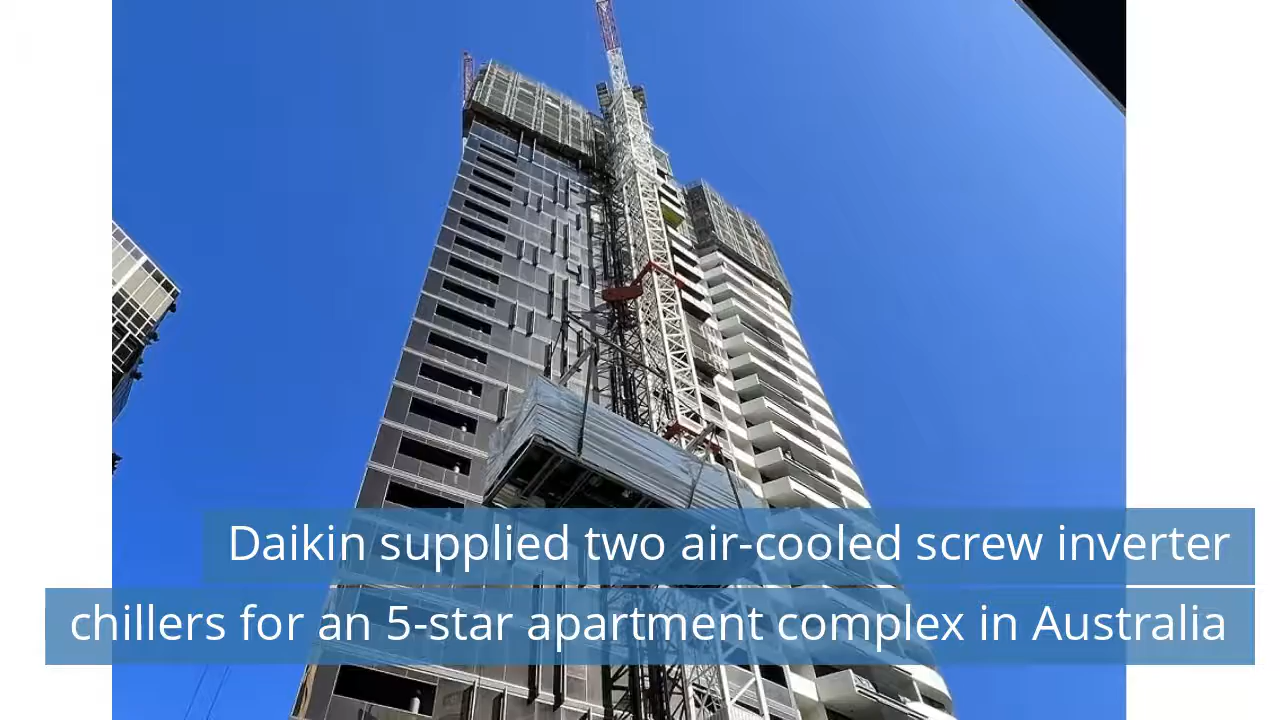 Daikin supplied two air-cooled screw inverter
chillers for an 5-star apartment complex in Australia